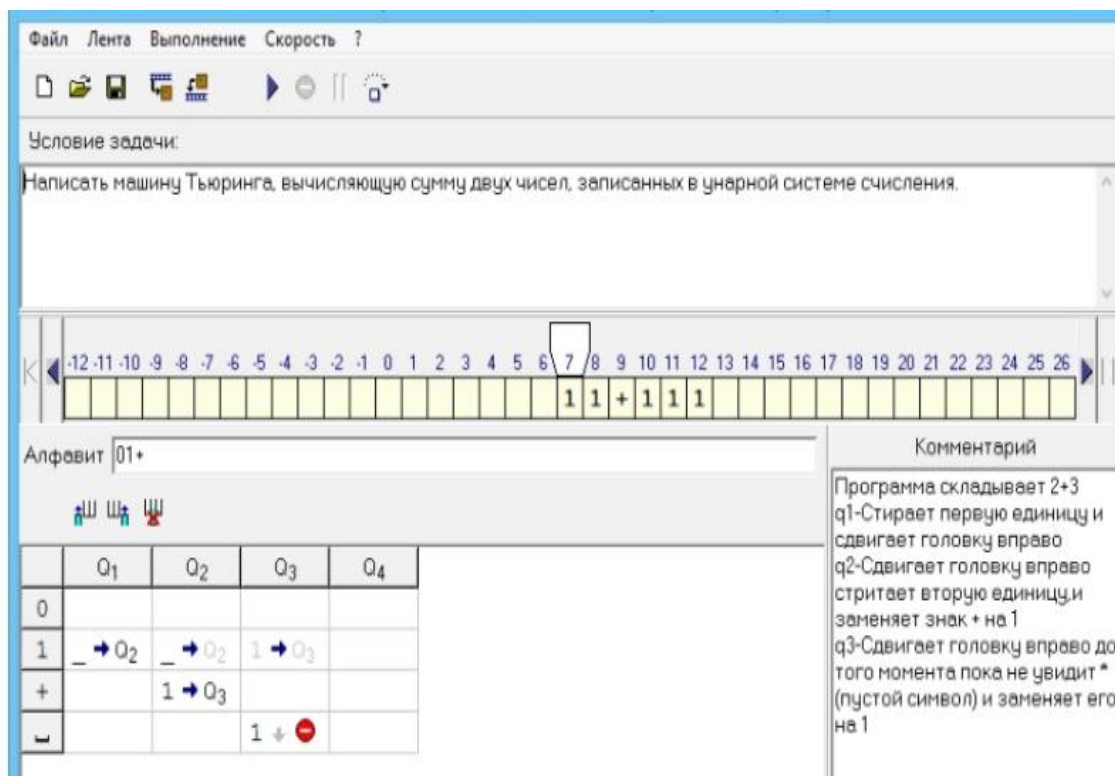 Файл Лента Выполнение Скорость ?
Условие задачи:
Написать машину Тьюринга, вычисляющую сумму двух чисел, записанных в унарной системе счисления.
-12 -11 -10 -9 -8 -7 -6 -5 -4 -3 -2 -1 0 1 2 3 4 5 6 7 8 9 10 11 12 13 14 15 16 17 18 19 20 21 22 23 24 25 26
1 1 + 1 1 1
Алфавит 01+
Q1 Q2 Q3 Q4
0
1 _ → Q2 _ → Q2 1 → Q3
+ 1 → Q3
␣ 1 ↓
Комментарий
Программа складывает 2+3
q1-Стирает первую единицу и
сдвигает головку вправо
q2-Сдвигает головку вправо
стритает вторую единицу,и
заменяет знак + на 1
q3-Сдвигает головку вправо до
того момента пока не увидит *
(пустой символ) и заменяет его
на 1